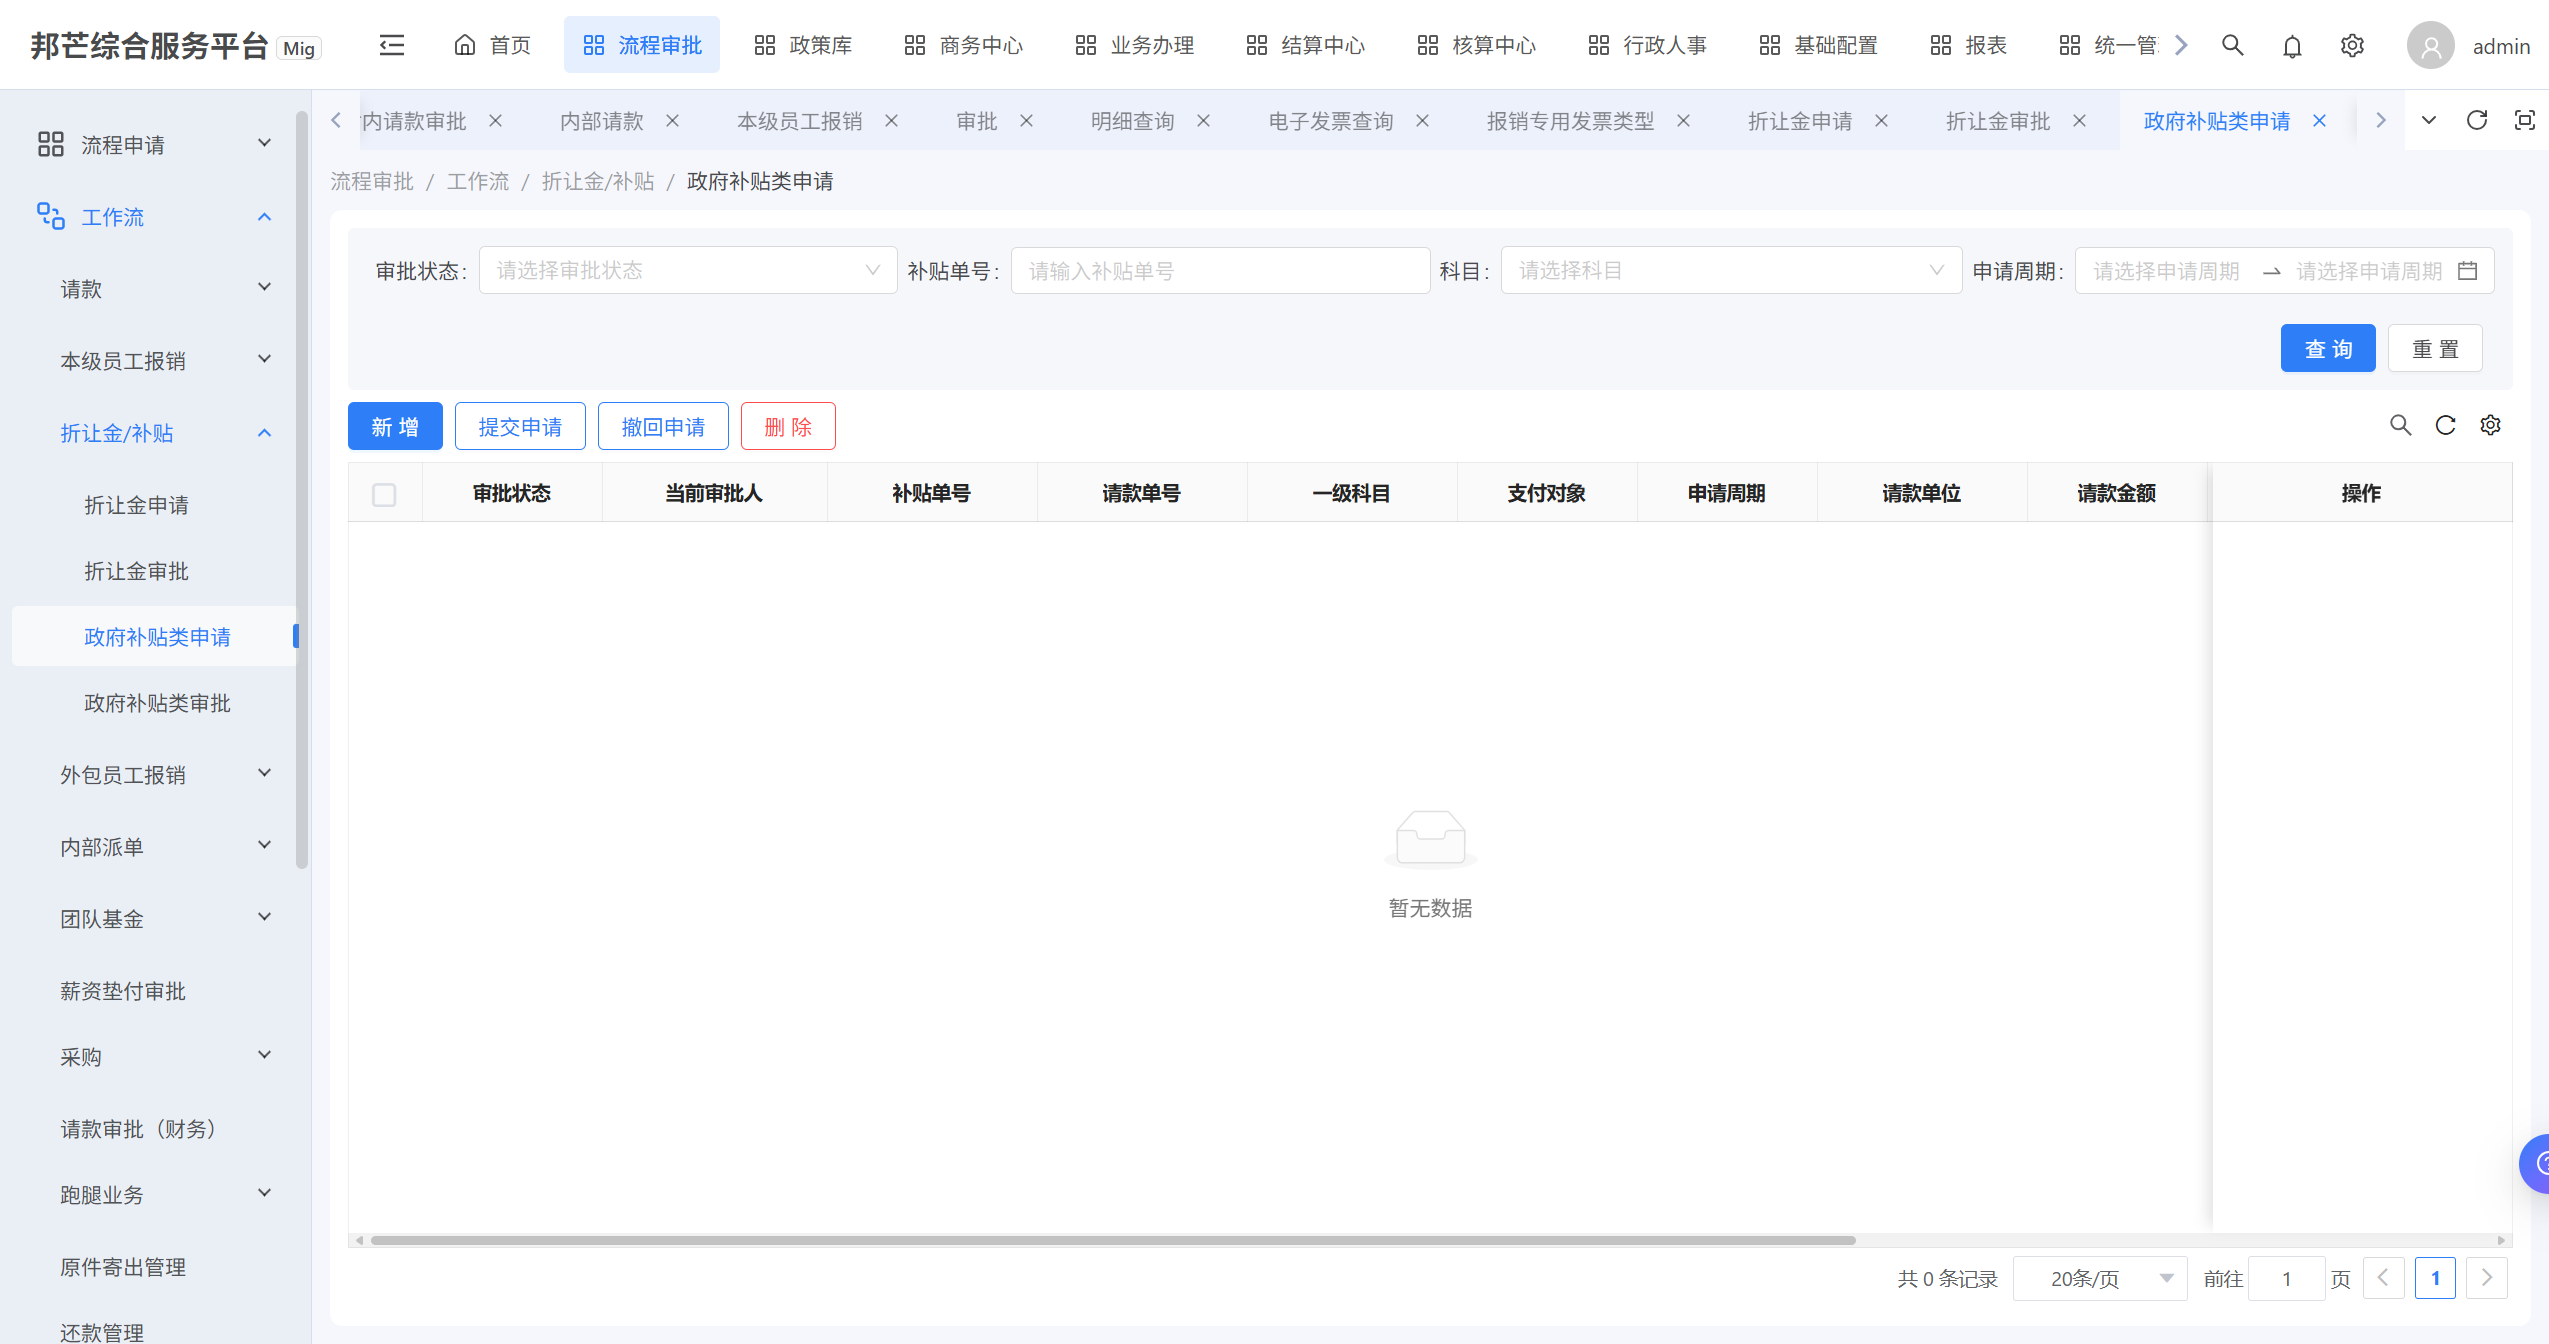 邦芒综合服务平台 Mig 首页 流程审批 政策库 商务中心 业务办理 结算中心 核算中心 行政人事 基础配置 报表 统一管 admin
内请款审批 内部请款 本级员工报销 审批 明细查询 电子发票查询 报销专用发票类型 折让金申请 折让金审批 政府补贴类申请
流程审批 / 工作流 / 折让金/补贴 / 政府补贴类申请
流程申请
工作流
请款
本级员工报销
折让金/补贴
折让金申请
折让金审批
政府补贴类申请
政府补贴类审批
外包员工报销
内部派单
团队基金
薪资垫付审批
采购
请款审批（财务）
跑腿业务
原件寄出管理
还款管理
审批状态: 请选择审批状态 补贴单号: 请输入补贴单号 科目: 请选择科目 申请周期: 请选择申请周期 请选择申请周期
查 询 重 置
新 增 提交申请 撤回申请 删 除
审批状态 当前审批人 补贴单号 请款单号 一级科目 支付对象 申请周期 请款单位 请款金额 操作
暂无数据
共 0 条记录 20条/页 前往 1 页 1